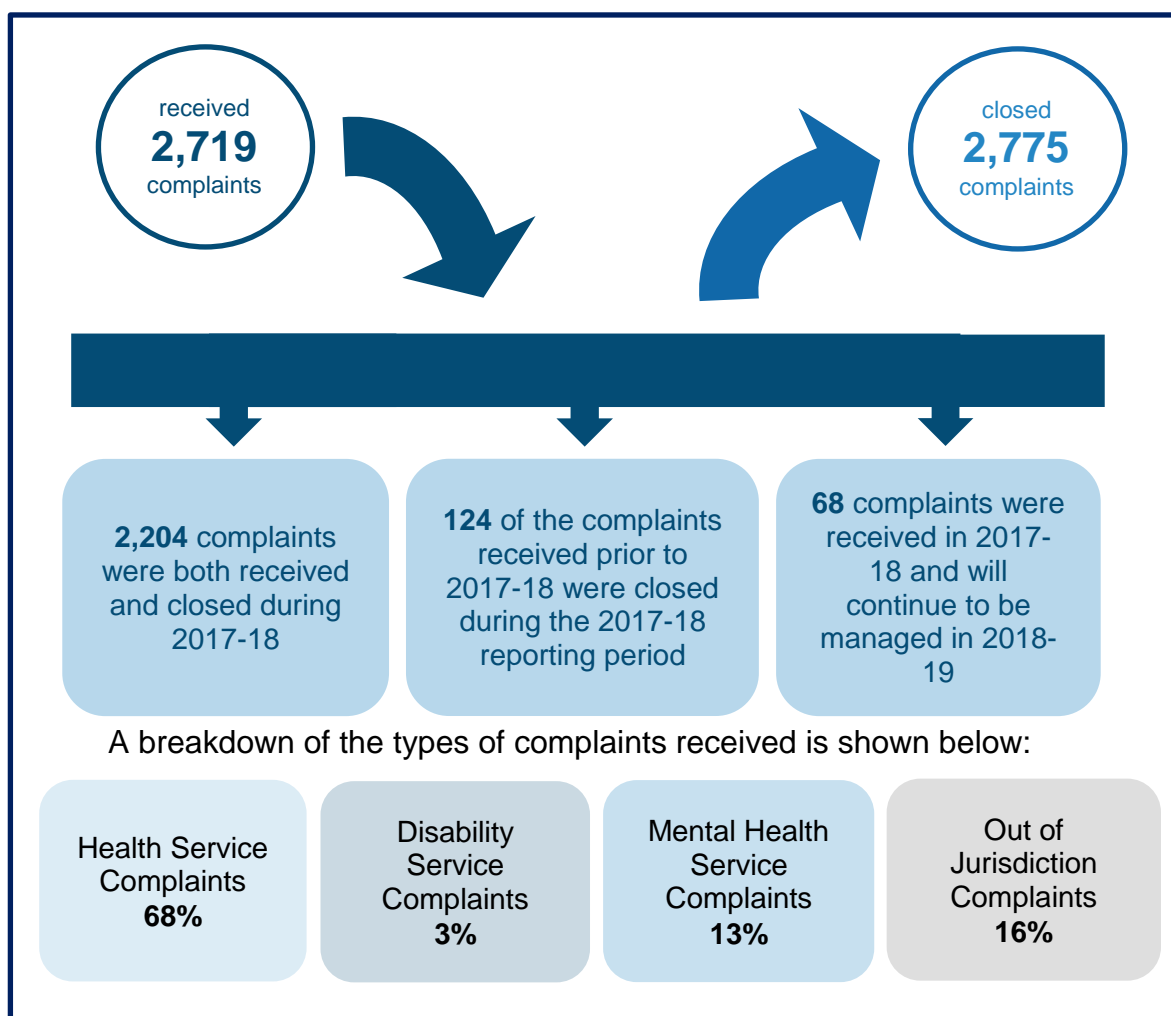 received
2,719
complaints
closed
2,775
complaints
2,204 complaints
were both received
and closed during
2017-18
124 of the complaints
received prior to
2017-18 were closed
during the 2017-18
reporting period
68 complaints were
received in 2017-
18 and will
continue to be
managed in 2018-
19
A breakdown of the types of complaints received is shown below:
Health Service
Complaints
68%
Disability
Service
Complaints
3%
Mental Health
Service
Complaints
13%
Out of
Jurisdiction
Complaints
16%